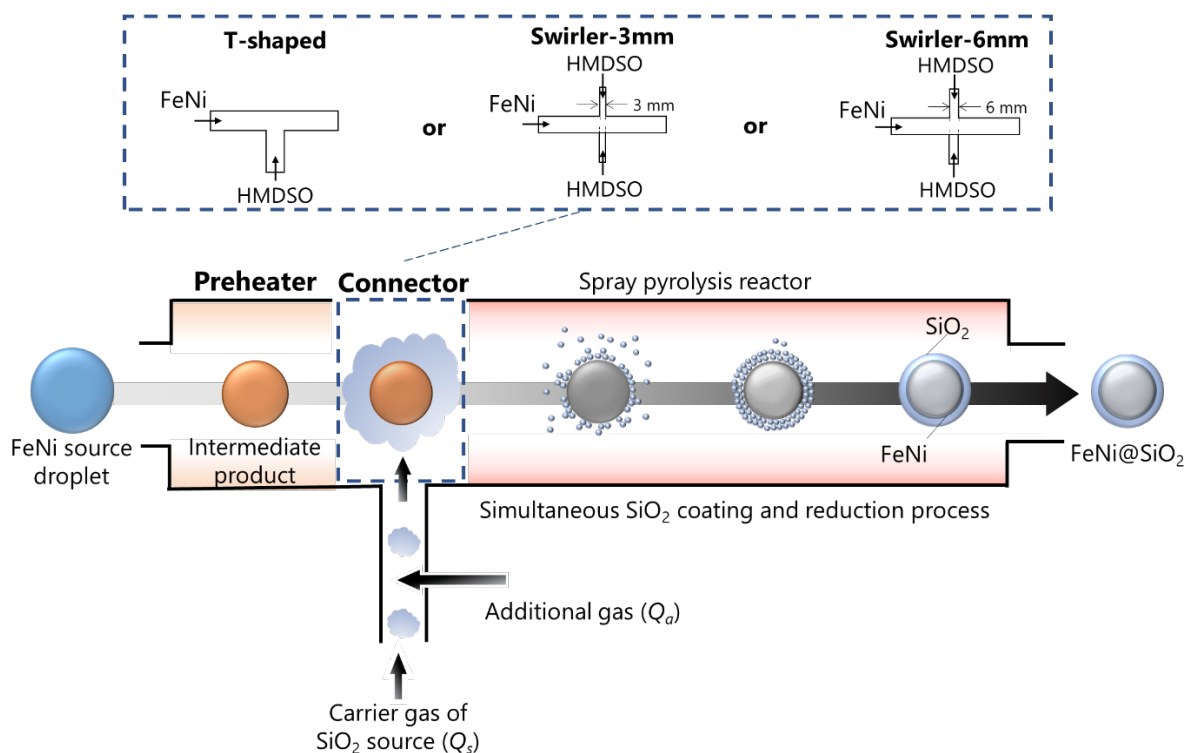 T-shaped
Swirler-3mm
Swirler-6mm
HMDSO
HMDSO
FeNi
FeNi
3 mm
FeNi
6 mm
or
or
HMDSO
HMDSO
HMDSO
Preheater
Connector
Spray pyrolysis reactor
SiO₂
FeNi source
droplet
Intermediate
product
FeNi
FeNi@SiO₂
Simultaneous SiO₂ coating and reduction process
Additional gas (Qₐ)
Carrier gas of
SiO₂ source (Qₛ)